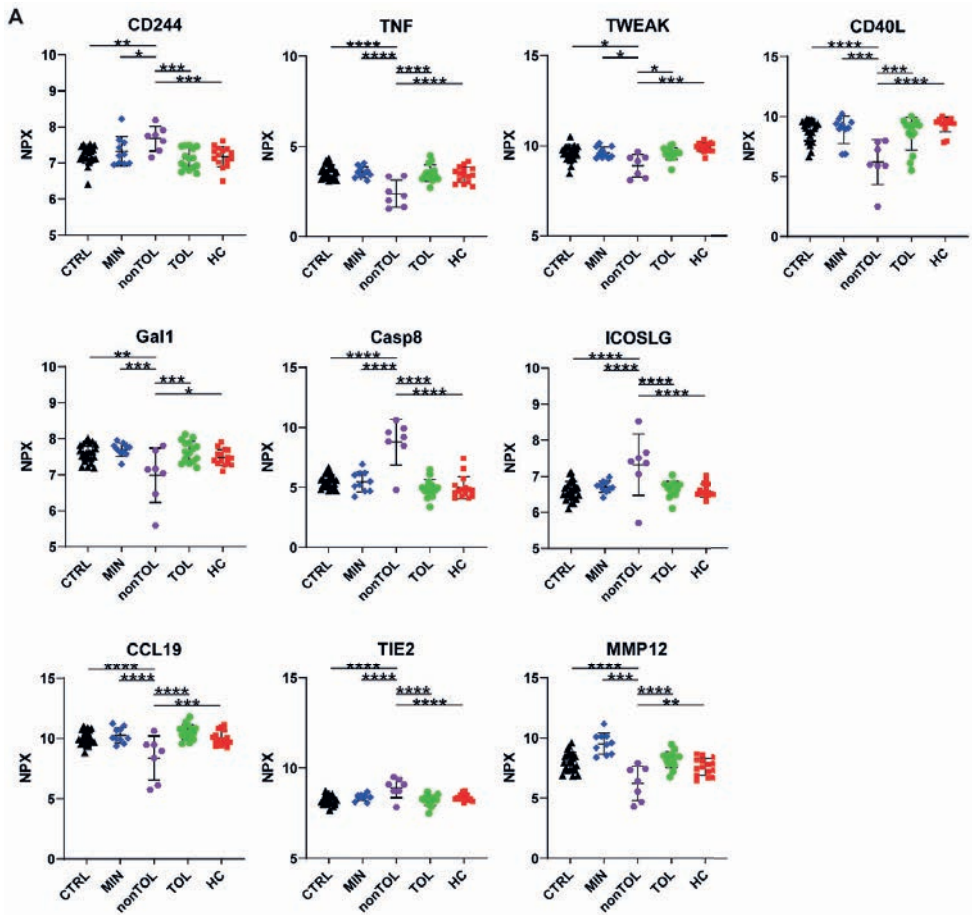 A
CD244
** 
*
***
***
NPX
10
9
8
7
6
5
CTRL
MIN
nonTOL
TOL
HC
TNF
****
****
****
****
NPX
10
5
0
CTRL
MIN
nonTOL
TOL
HC
TWEAK
*
*
*
***
NPX
15
10
5
CTRL
MIN
nonTOL
TOL
HC
CD40L
****
***
***
****
NPX
15
10
5
0
CTRL
MIN
nonTOL
TOL
HC
Gal1
**
***
***
*
NPX
10
9
8
7
6
5
CTRL
MIN
nonTOL
TOL
HC
Casp8
****
****
****
****
NPX
15
10
5
0
CTRL
MIN
nonTOL
TOL
HC
ICOSLG
****
****
****
****
NPX
10
9
8
7
6
5
CTRL
MIN
nonTOL
TOL
HC
CCL19
****
****
****
***
NPX
15
10
5
0
CTRL
MIN
nonTOL
TOL
HC
TIE2
****
****
****
****
NPX
15
10
5
CTRL
MIN
nonTOL
TOL
HC
MMP12
****
***
****
**
NPX
15
10
5
0
CTRL
MIN
nonTOL
TOL
HC